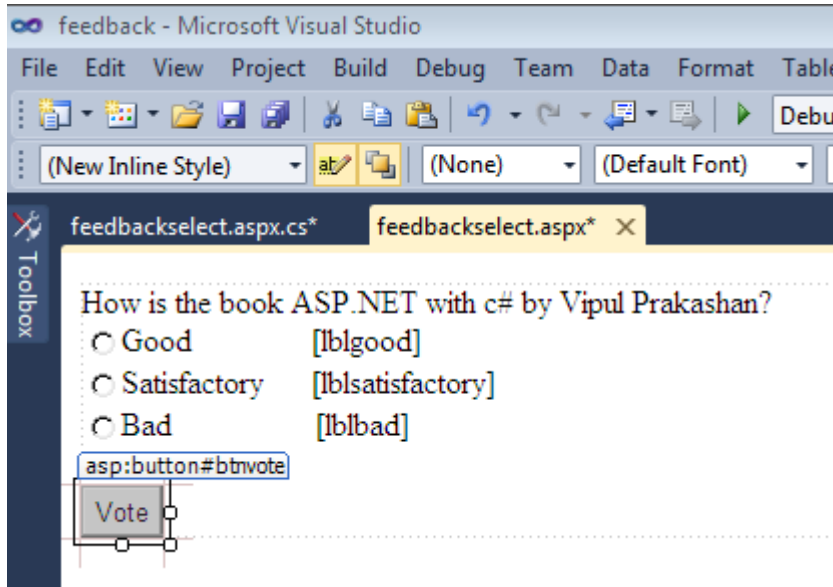 feedback - Microsoft Visual Studio
File Edit View Project Build Debug Team Data Format Table
Debu
(New Inline Style) ab (None) (Default Font)
feedbackselect.aspx.cs* feedbackselect.aspx*
Toolbox
How is the book ASP.NET with c# by Vipul Prakashan?
Good [lblgood]
Satisfactory [lblsatisfactory]
Bad [lblbad]
asp:button#btnvote
Vote